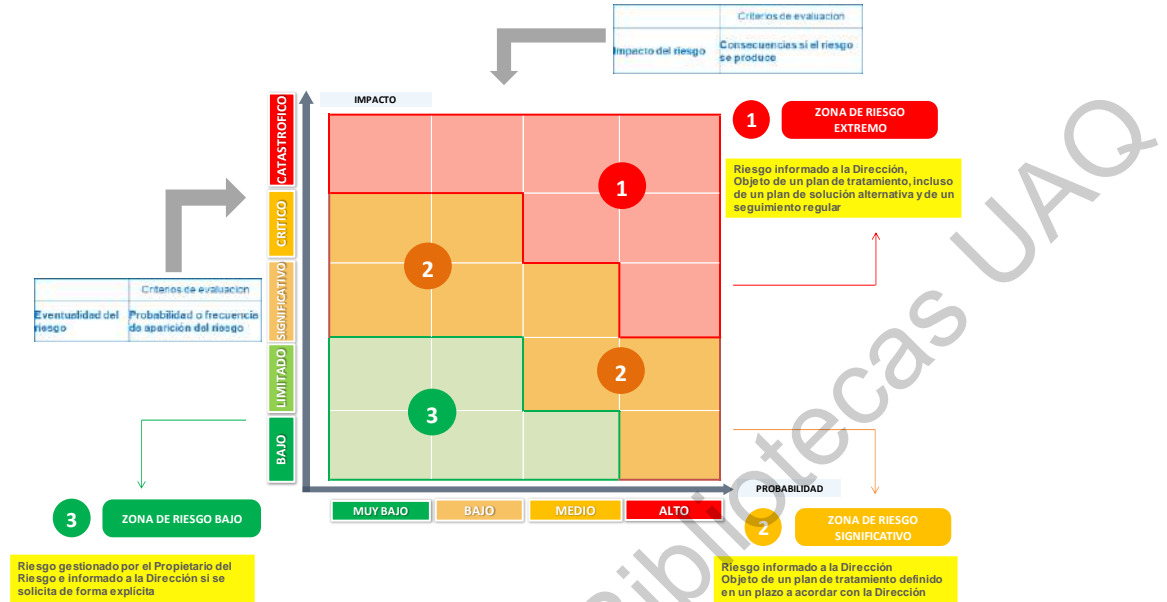 Criterios de evaluacion
Impacto del riesgo
Consecuencias si el riesgo
se produce
IMPACTO
CATASTROFICO
CRITICO
SIGNIFICATIVO
LIMITADO
BAJO
1
2
2
3
1
ZONA DE RIESGO
EXTREMO
Riesgo informado a la Dirección,
Objeto de un plan de tratamiento, incluso
de un plan de solución alternativa y de un
seguimiento regular
Criterios de evaluacion
Eventualidad del
riesgo
Probabilidad o frecuencia
de aparición del riesgo
PROBABILIDAD
MUY BAJO
BAJO
MEDIO
ALTO
3
ZONA DE RIESGO BAJO
Riesgo gestionado por el Propietario del
Riesgo e informado a la Dirección si se
solicita de forma explícita
2
ZONA DE RIESGO
SIGNIFICATIVO
Riesgo informado a la Dirección
Objeto de un plan de tratamiento definido
en un plazo a acordar con la Dirección
Bibliotecas UAQ